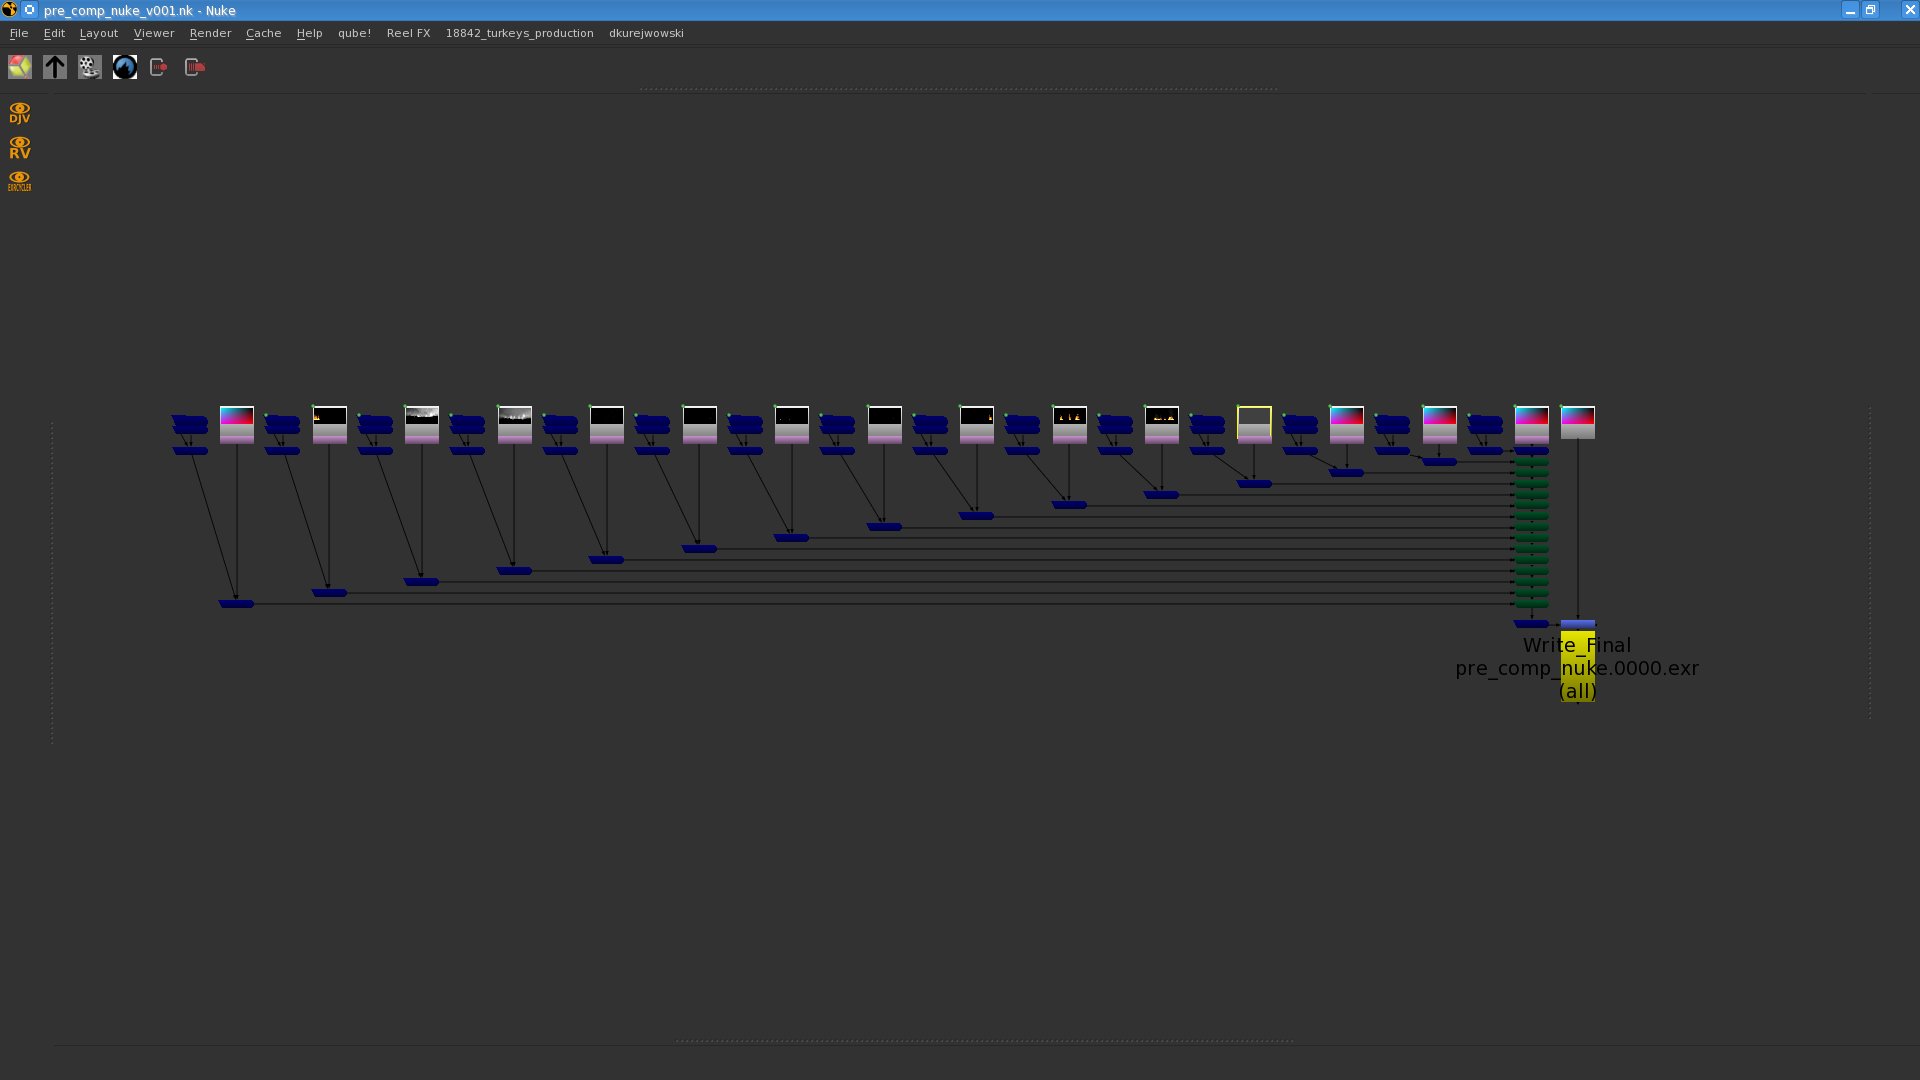 pre_comp_nuke_v001.nk - Nuke
File Edit Layout Viewer Render Cache Help qube! Reel FX 18842_turkeys_production dkurejwowski
DJV
RV
EXRCYCLER
Write_Final
pre_comp_nuke.0000.exr
(all)